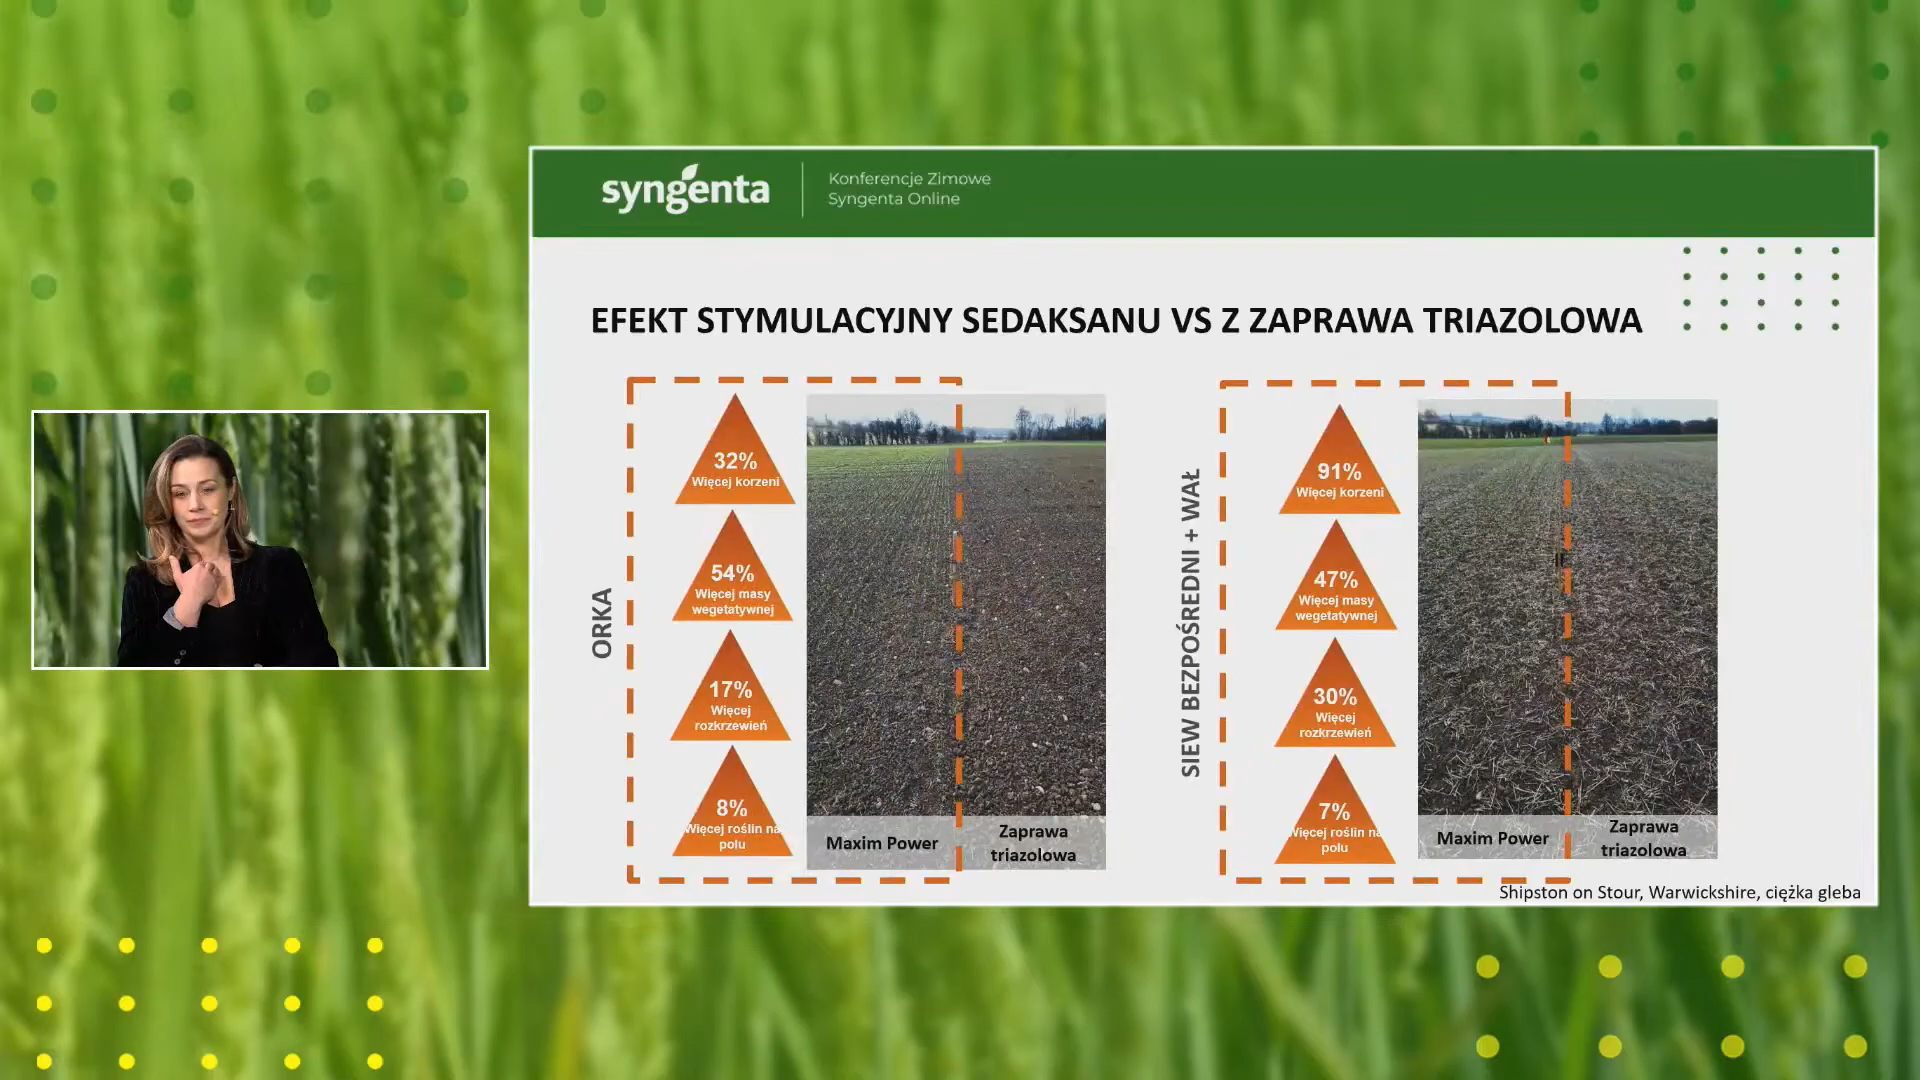 syngenta
Konferencje Zimowe
Syngenta Online
EFEKT STYMULACYJNY SEDAKSANU VS Z ZAPRAWA TRIAZOLOWA
ORKA
32%
Więcej korzeni
54%
Więcej masy
wegetatywnej
17%
Więcej
rozkrzewień
8%
Więcej roślin na
polu
Maxim Power
Zaprawa
triazolowa
SIEW BEZPOŚREDNI + WAŁ
91%
Więcej korzeni
47%
Więcej masy
wegetatywnej
30%
Więcej
rozkrzewień
7%
Więcej roślin na
polu
Maxim Power
Zaprawa
triazolowa
Shipston on Stour, Warwickshire, ciężka gleba